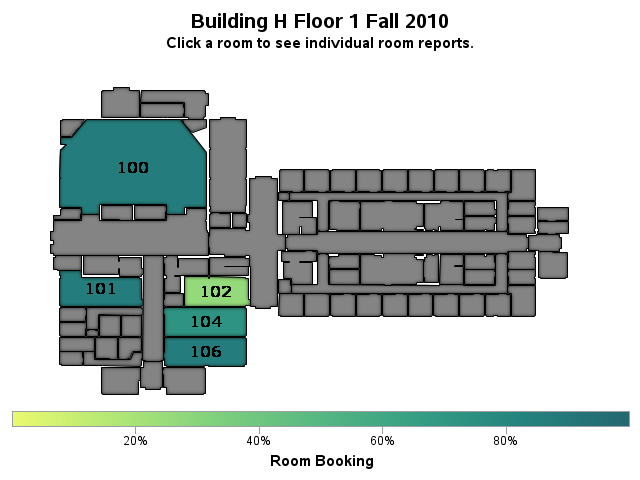 Building H Floor 1 Fall 2010
Click a room to see individual room reports.
100
101
102
104
106
20% 40% 60% 80%
Room Booking